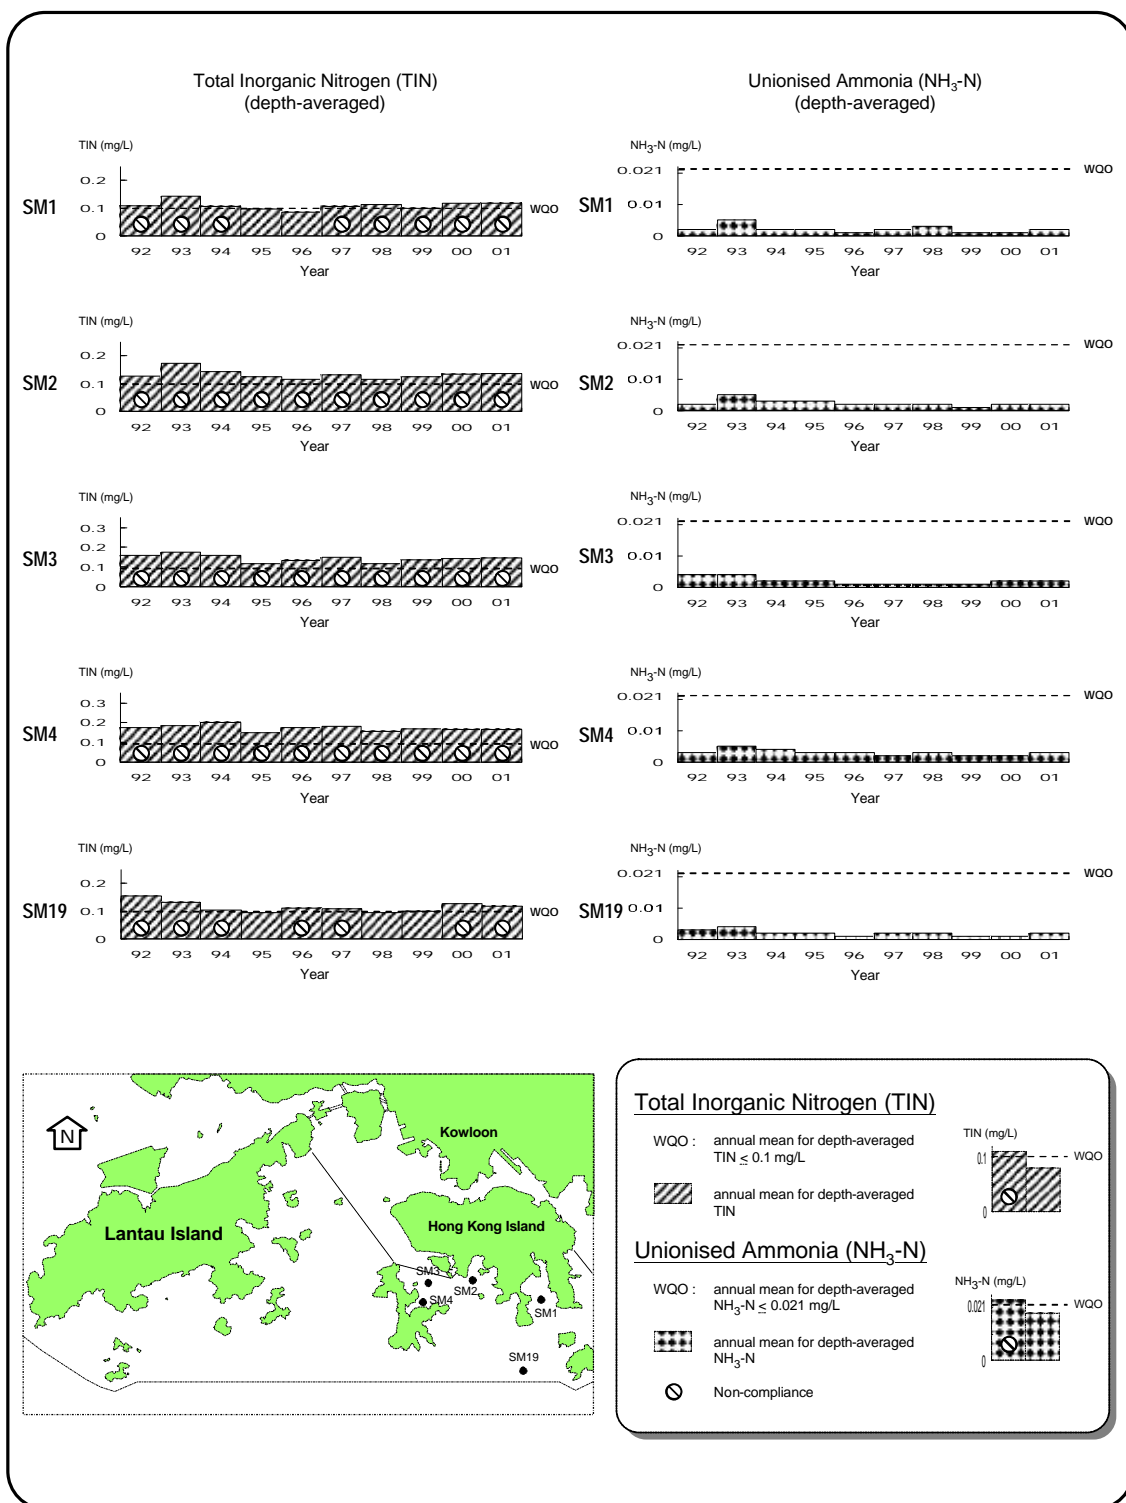 Total Inorganic Nitrogen (TIN)
(depth-averaged)
Unionised Ammonia (NH3-N)
(depth-averaged)
TIN (mg/L)
0.2
0.1
0
SM1
WQO
92 93 94 95 96 97 98 99 00 01
Year
NH3-N (mg/L)
0.021
0.01
0
SM1
WQO
92 93 94 95 96 97 98 99 00 01
Year
TIN (mg/L)
0.2
0.1
0
SM2
WQO
92 93 94 95 96 97 98 99 00 01
Year
NH3-N (mg/L)
0.021
0.01
0
SM2
WQO
92 93 94 95 96 97 98 99 00 01
Year
TIN (mg/L)
0.3
0.2
0.1
0
SM3
WQO
92 93 94 95 96 97 98 99 00 01
Year
NH3-N (mg/L)
0.021
0.01
0
SM3
WQO
92 93 94 95 96 97 98 99 00 01
Year
TIN (mg/L)
0.3
0.2
0.1
0
SM4
WQO
92 93 94 95 96 97 98 99 00 01
Year
NH3-N (mg/L)
0.021
0.01
0
SM4
WQO
92 93 94 95 96 97 98 99 00 01
Year
TIN (mg/L)
0.2
0.1
0
SM19
WQO
92 93 94 95 96 97 98 99 00 01
Year
NH3-N (mg/L)
0.021
0.01
0
SM19
WQO
92 93 94 95 96 97 98 99 00 01
Year
N
Kowloon
Lantau Island
Hong Kong Island
SM3
SM2
SM4
SM1
SM19
Total Inorganic Nitrogen (TIN)
WQO : annual mean for depth-averaged
TIN ≤ 0.1 mg/L
annual mean for depth-averaged
TIN
TIN (mg/L)
0.1
0
WQO
Unionised Ammonia (NH3-N)
WQO : annual mean for depth-averaged
NH3-N ≤ 0.021 mg/L
annual mean for depth-averaged
NH3-N
NH3-N (mg/L)
0.021
0
WQO
Non-compliance